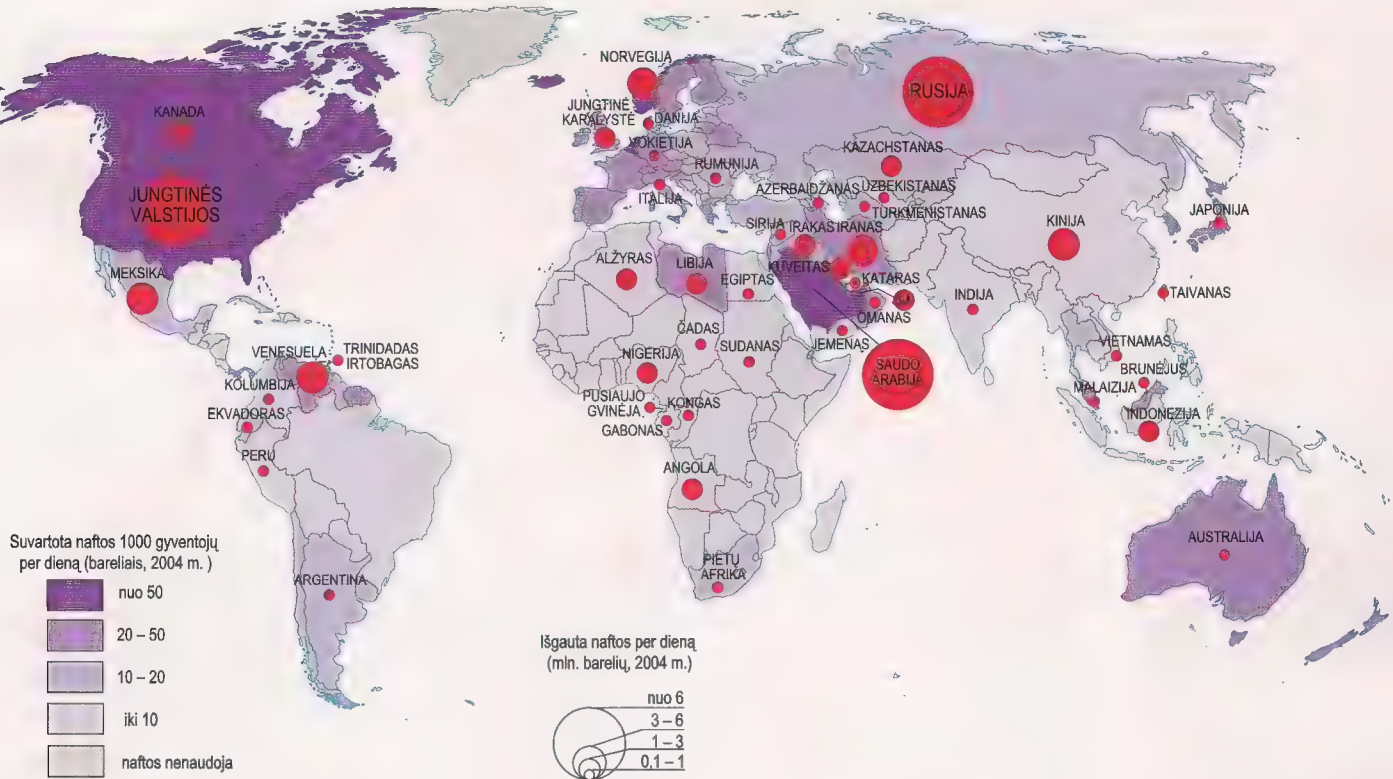 NORVEGIJA
RUSIJA
KANADA
JUNGTINĖ
KARALYSTĖ
DANIJA
VOKIETIJA
KAZACHSTANAS
RUMUNIJA
JUNGTINĖS
VALSTIJOS
ITALIJA
AZERBAIDŽANAS
UZBEKISTANAS
TURKMENISTANAS
JAPONIJA
SIRIJA
IRAKAS
IRANAS
KINIJA
MEKSIKA
ALŽYRAS
LIBIJA
EGIPTAS
KUVEITAS
KATARAS
INDIJA
TAIVANAS
OMANAS
JEMENAS
ČADAS
SUDANAS
VENESUELA
TRINIDADAS
IRTOBAGAS
NIGERIJA
VIETNAMAS
BRUNĖJUS
SAUDO
ARABIJA
KOLUMBIJA
MALAIZIJA
PUSIAUJO
GVINĖJA
KONGAS
EKVADORAS
GABONAS
INDONEZIJA
PERU
ANGOLA
AUSTRALIJA
PIETŲ
AFRIKA
ARGENTINA
Suvartota naftos 1000 gyventojų
per dieną (bareliais, 2004 m. )
nuo 50
20 – 50
10 – 20
iki 10
naftos nenaudoja
Išgauta naftos per dieną
(mln. barelių, 2004 m.)
nuo 6
3 – 6
1 – 3
0,1 – 1